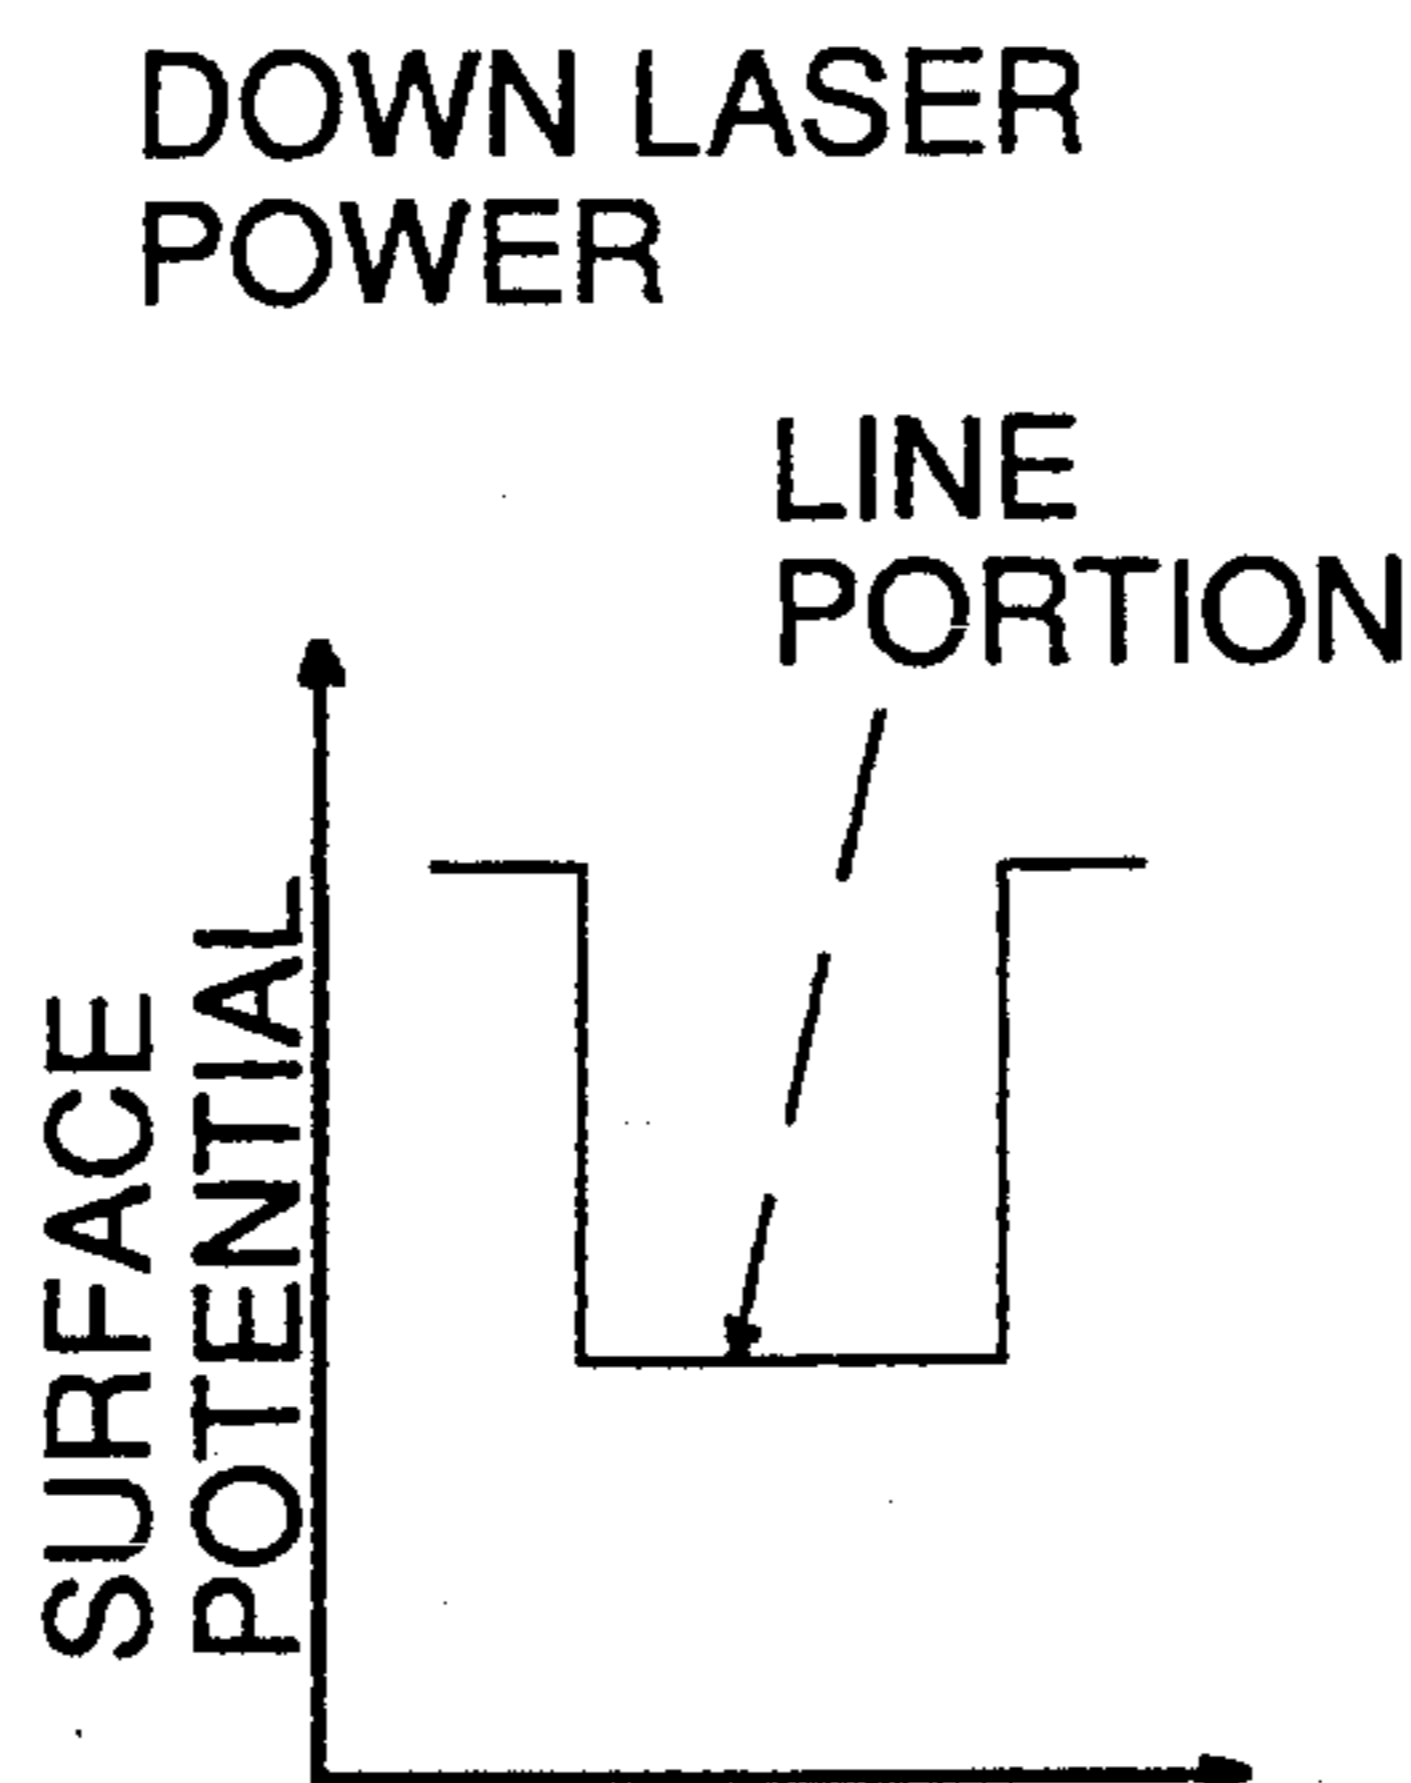 DOWN LASER
POWER
LINE
PORTION
SURFACE
POTENTIAL